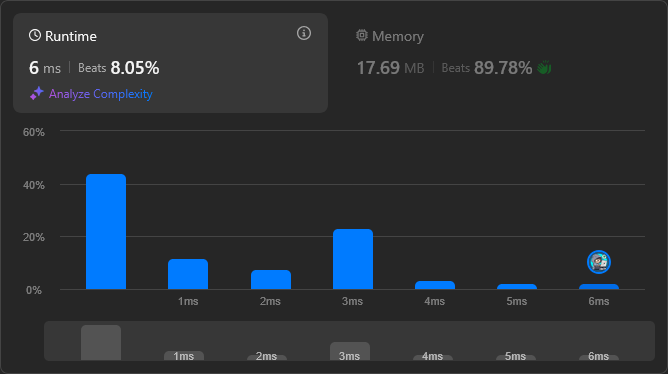 Runtime
6 ms | Beats 8.05%
Analyze Complexity
Memory
17.69 MB | Beats 89.78%
60%
40%
20%
0%
1ms 2ms 3ms 4ms 5ms 6ms
1ms 2ms 3ms 4ms 5ms 6ms